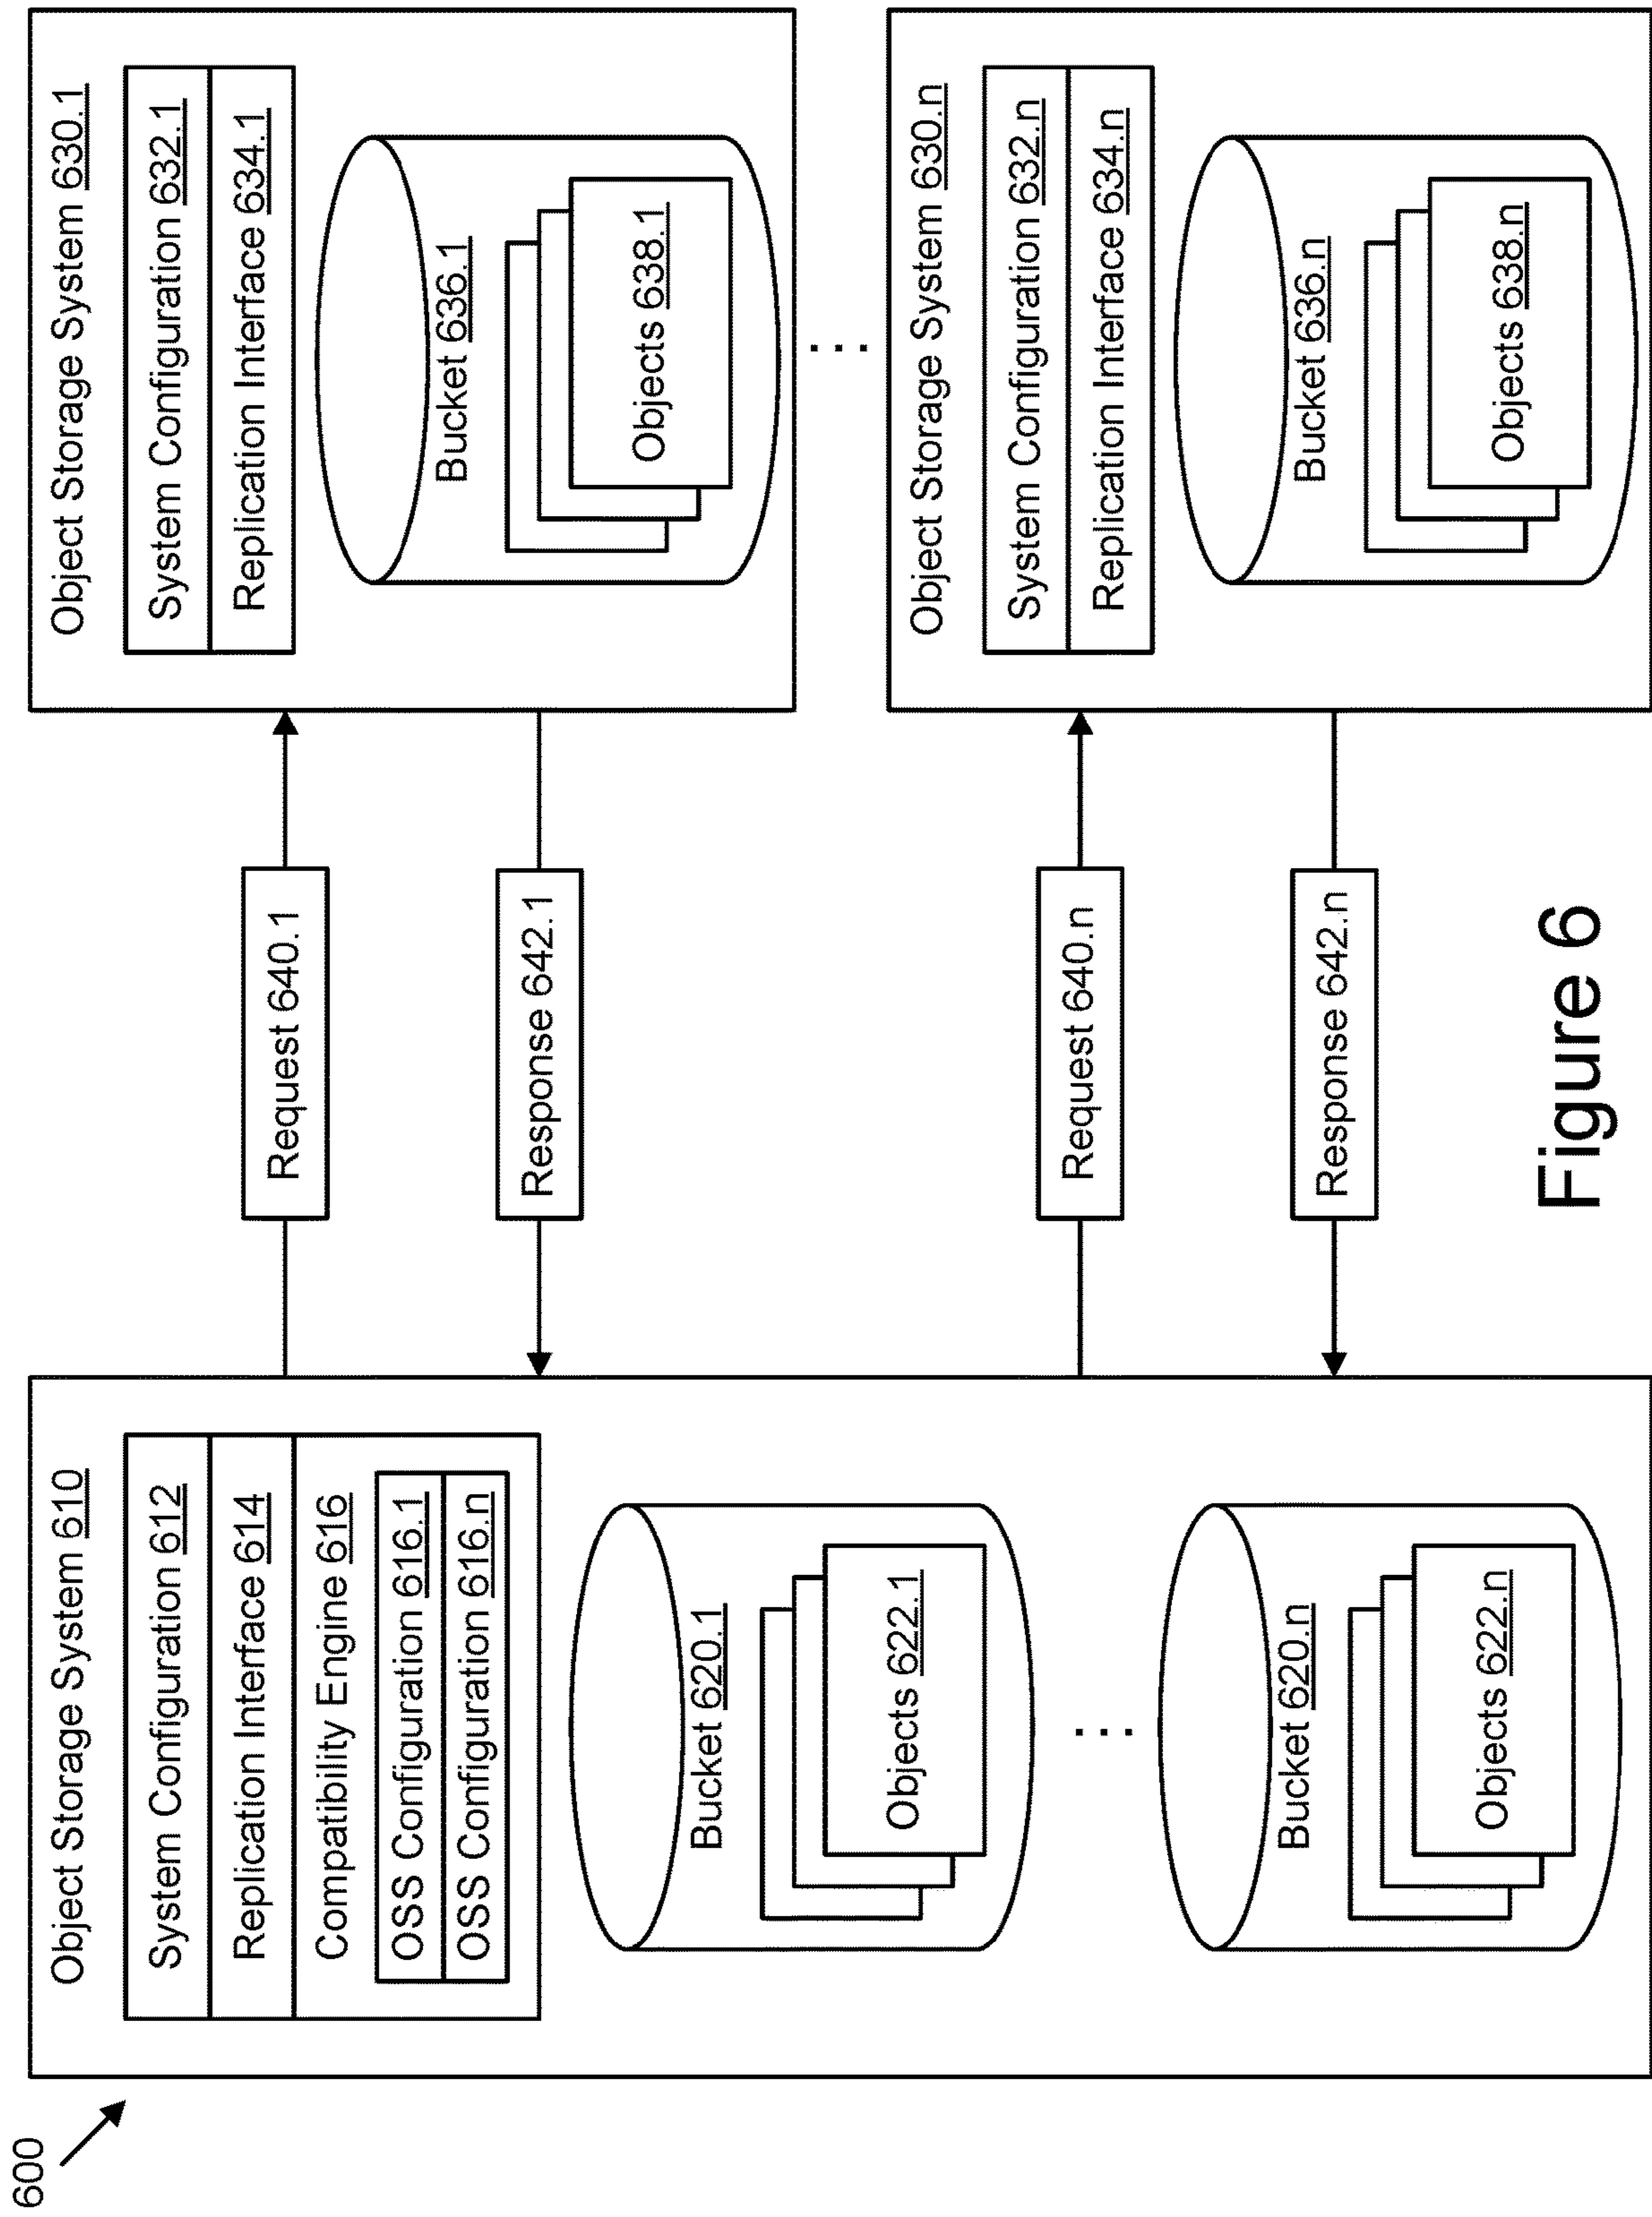 600
Object Storage System 610
System Configuration 612
Replication Interface 614
Compatibility Engine 616
OSS Configuration 616.1
OSS Configuration 616.n
Bucket 620.1
Objects 622.1
...
Bucket 620.n
Objects 622.n
Request 640.1
Response 642.1
Request 640.n
Response 642.n
Object Storage System 630.1
System Configuration 632.1
Replication Interface 634.1
Bucket 636.1
Objects 638.1
...
Object Storage System 630.n
System Configuration 632.n
Replication Interface 634.n
Bucket 636.n
Objects 638.n
Figure 6